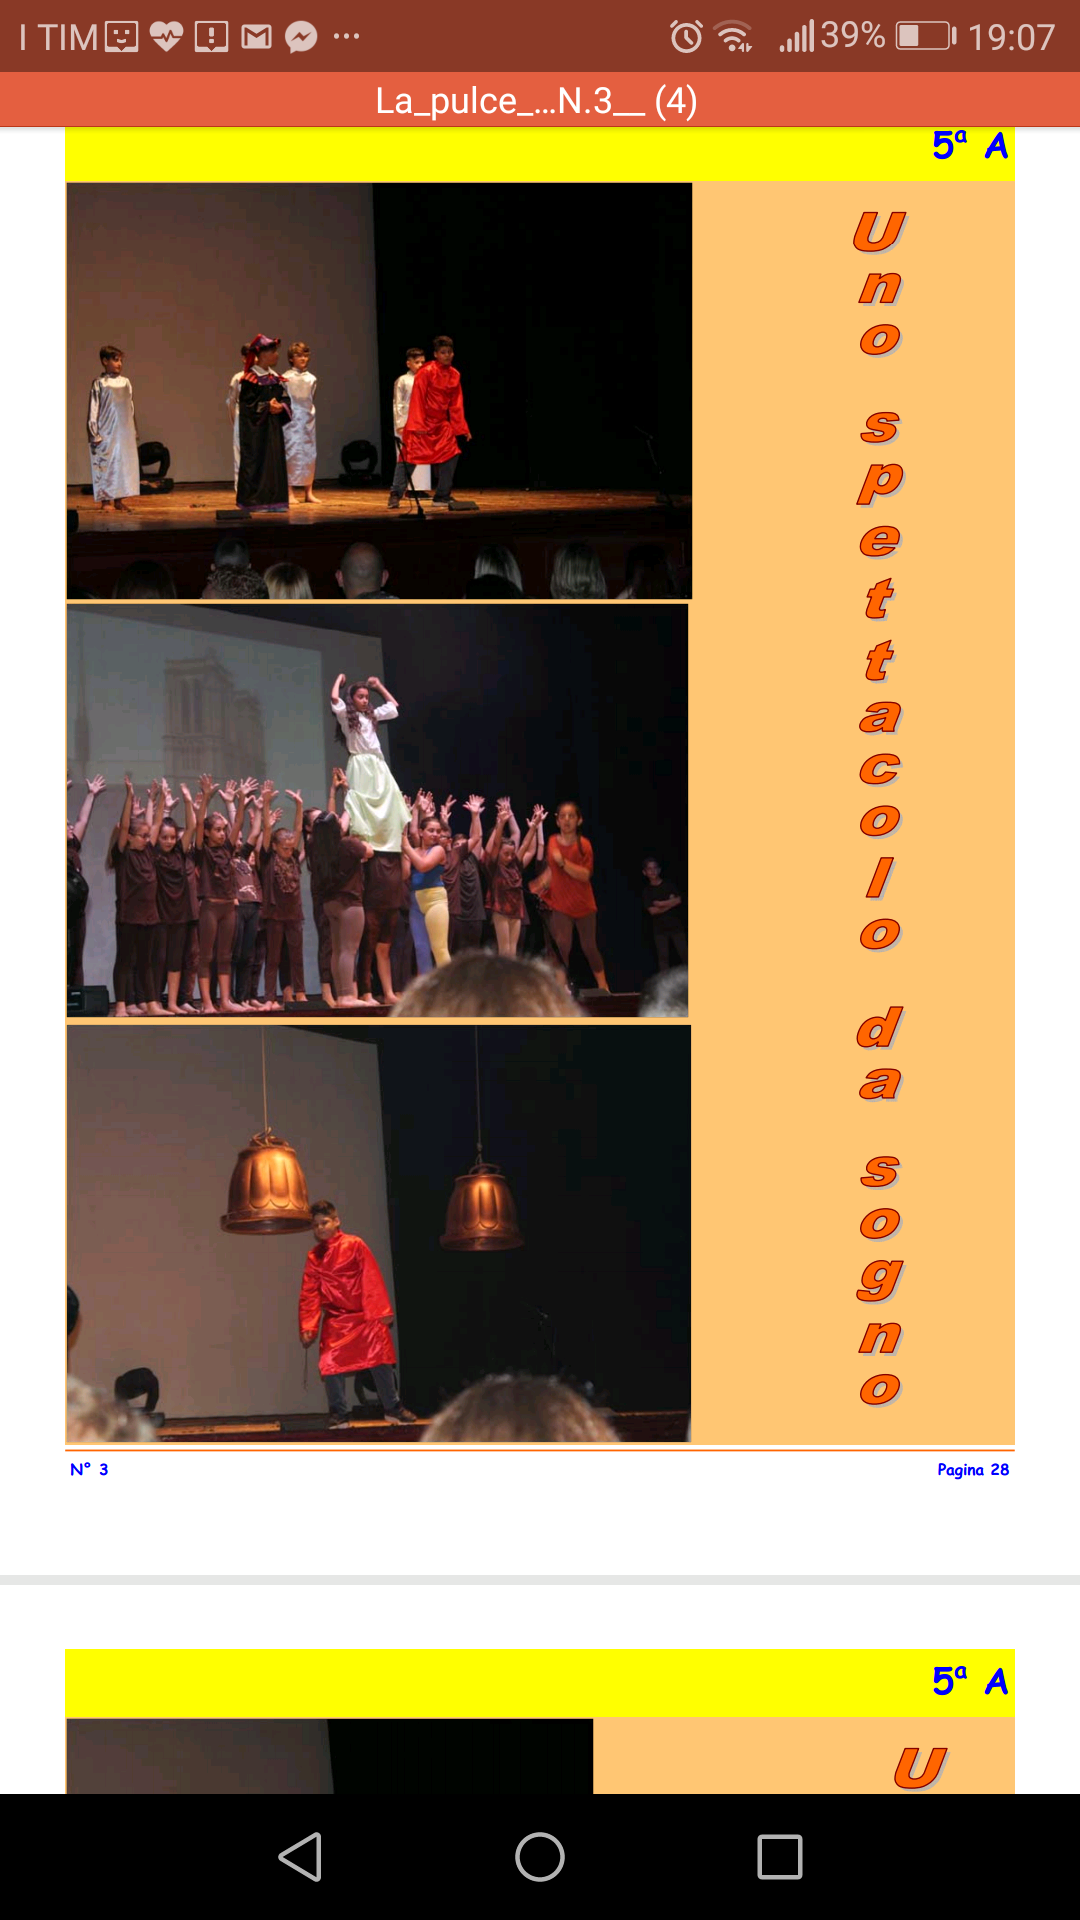 I TIM 39% 19:07
La_pulce_...N.3__ (4)
5ª A
Uno spettacolo da sogno
N° 3 Pagina 28
5ª A
U